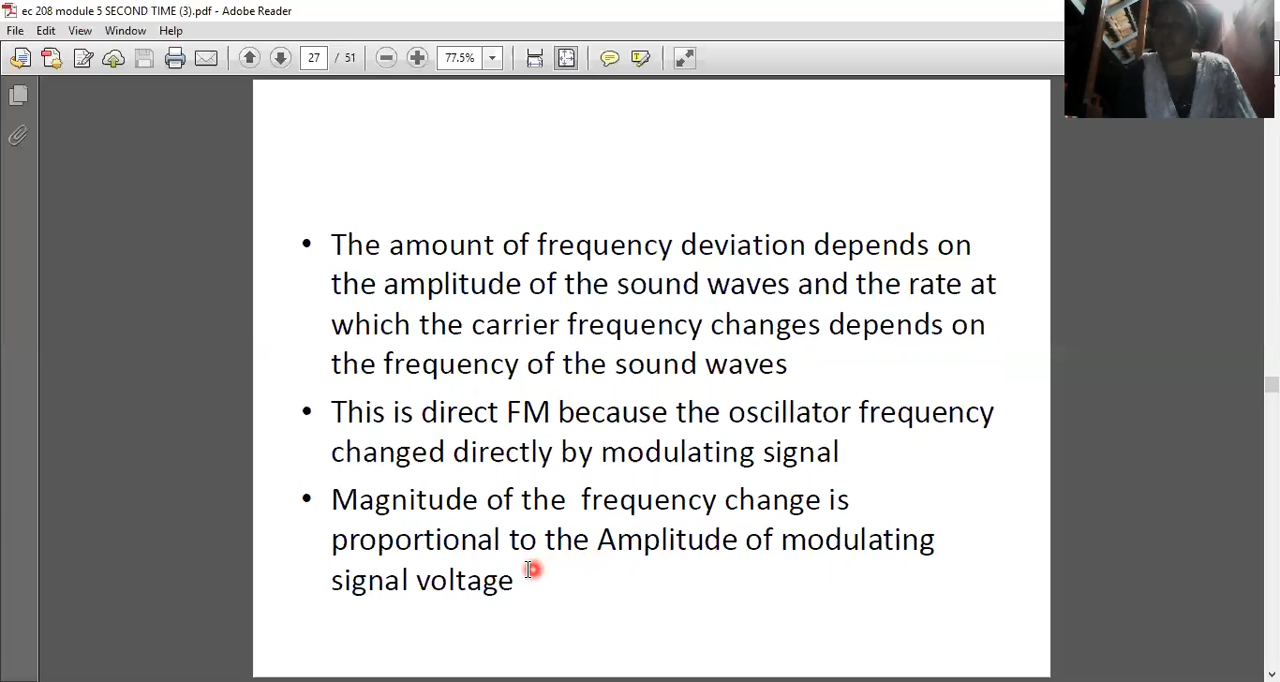 ec 208 module 5 SECOND TIME (3).pdf - Adobe Reader
File Edit View Window Help
27 / 51 77.5%
• The amount of frequency deviation depends on
the amplitude of the sound waves and the rate at
which the carrier frequency changes depends on
the frequency of the sound waves
• This is direct FM because the oscillator frequency
changed directly by modulating signal
• Magnitude of the  frequency change is
proportional to the Amplitude of modulating
signal voltage